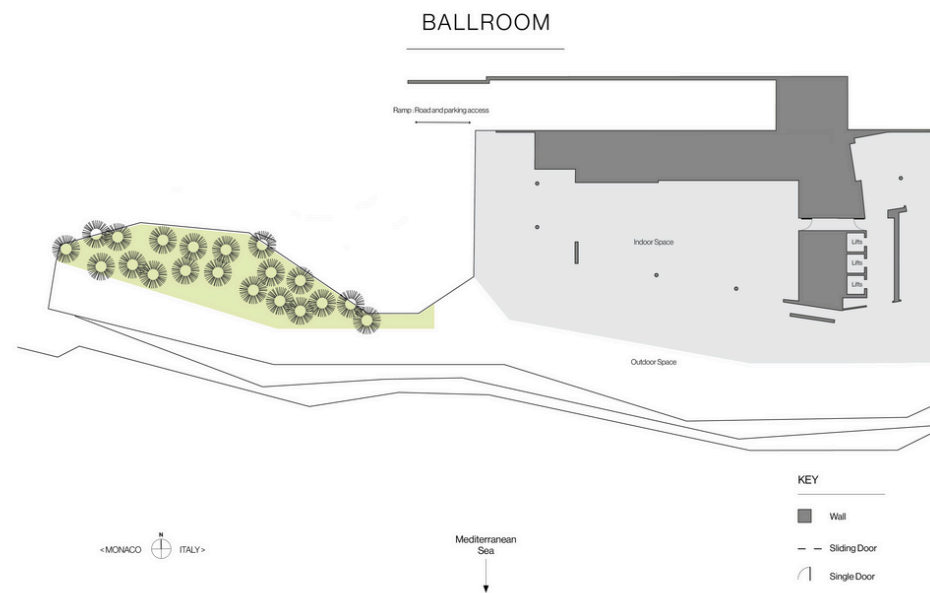 BALLROOM
Ramp : Road and parking access
Indoor Space
Lifts
Lifts
Lifts
Outdoor Space
KEY
Wall
Sliding Door
Single Door
N
< MONACO
ITALY >
Mediterranean
Sea